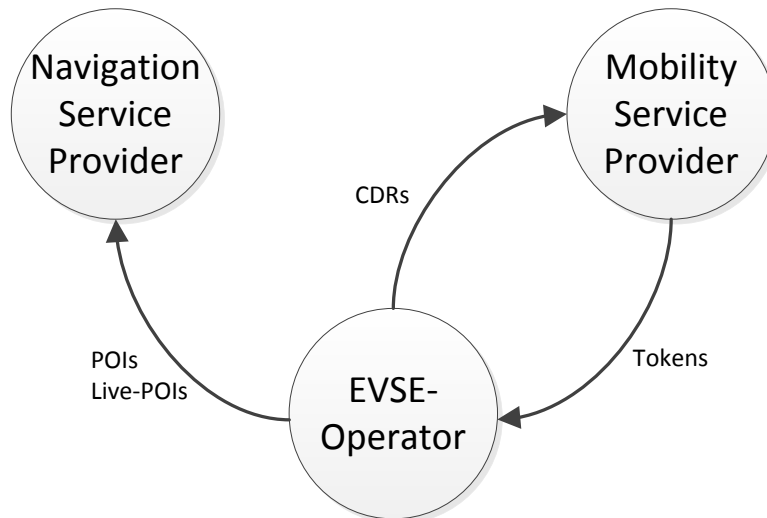 Navigation
Service
Provider
Mobility
Service
Provider
CDRs
POIs
Live-POIs
Tokens
EVSE-
Operator